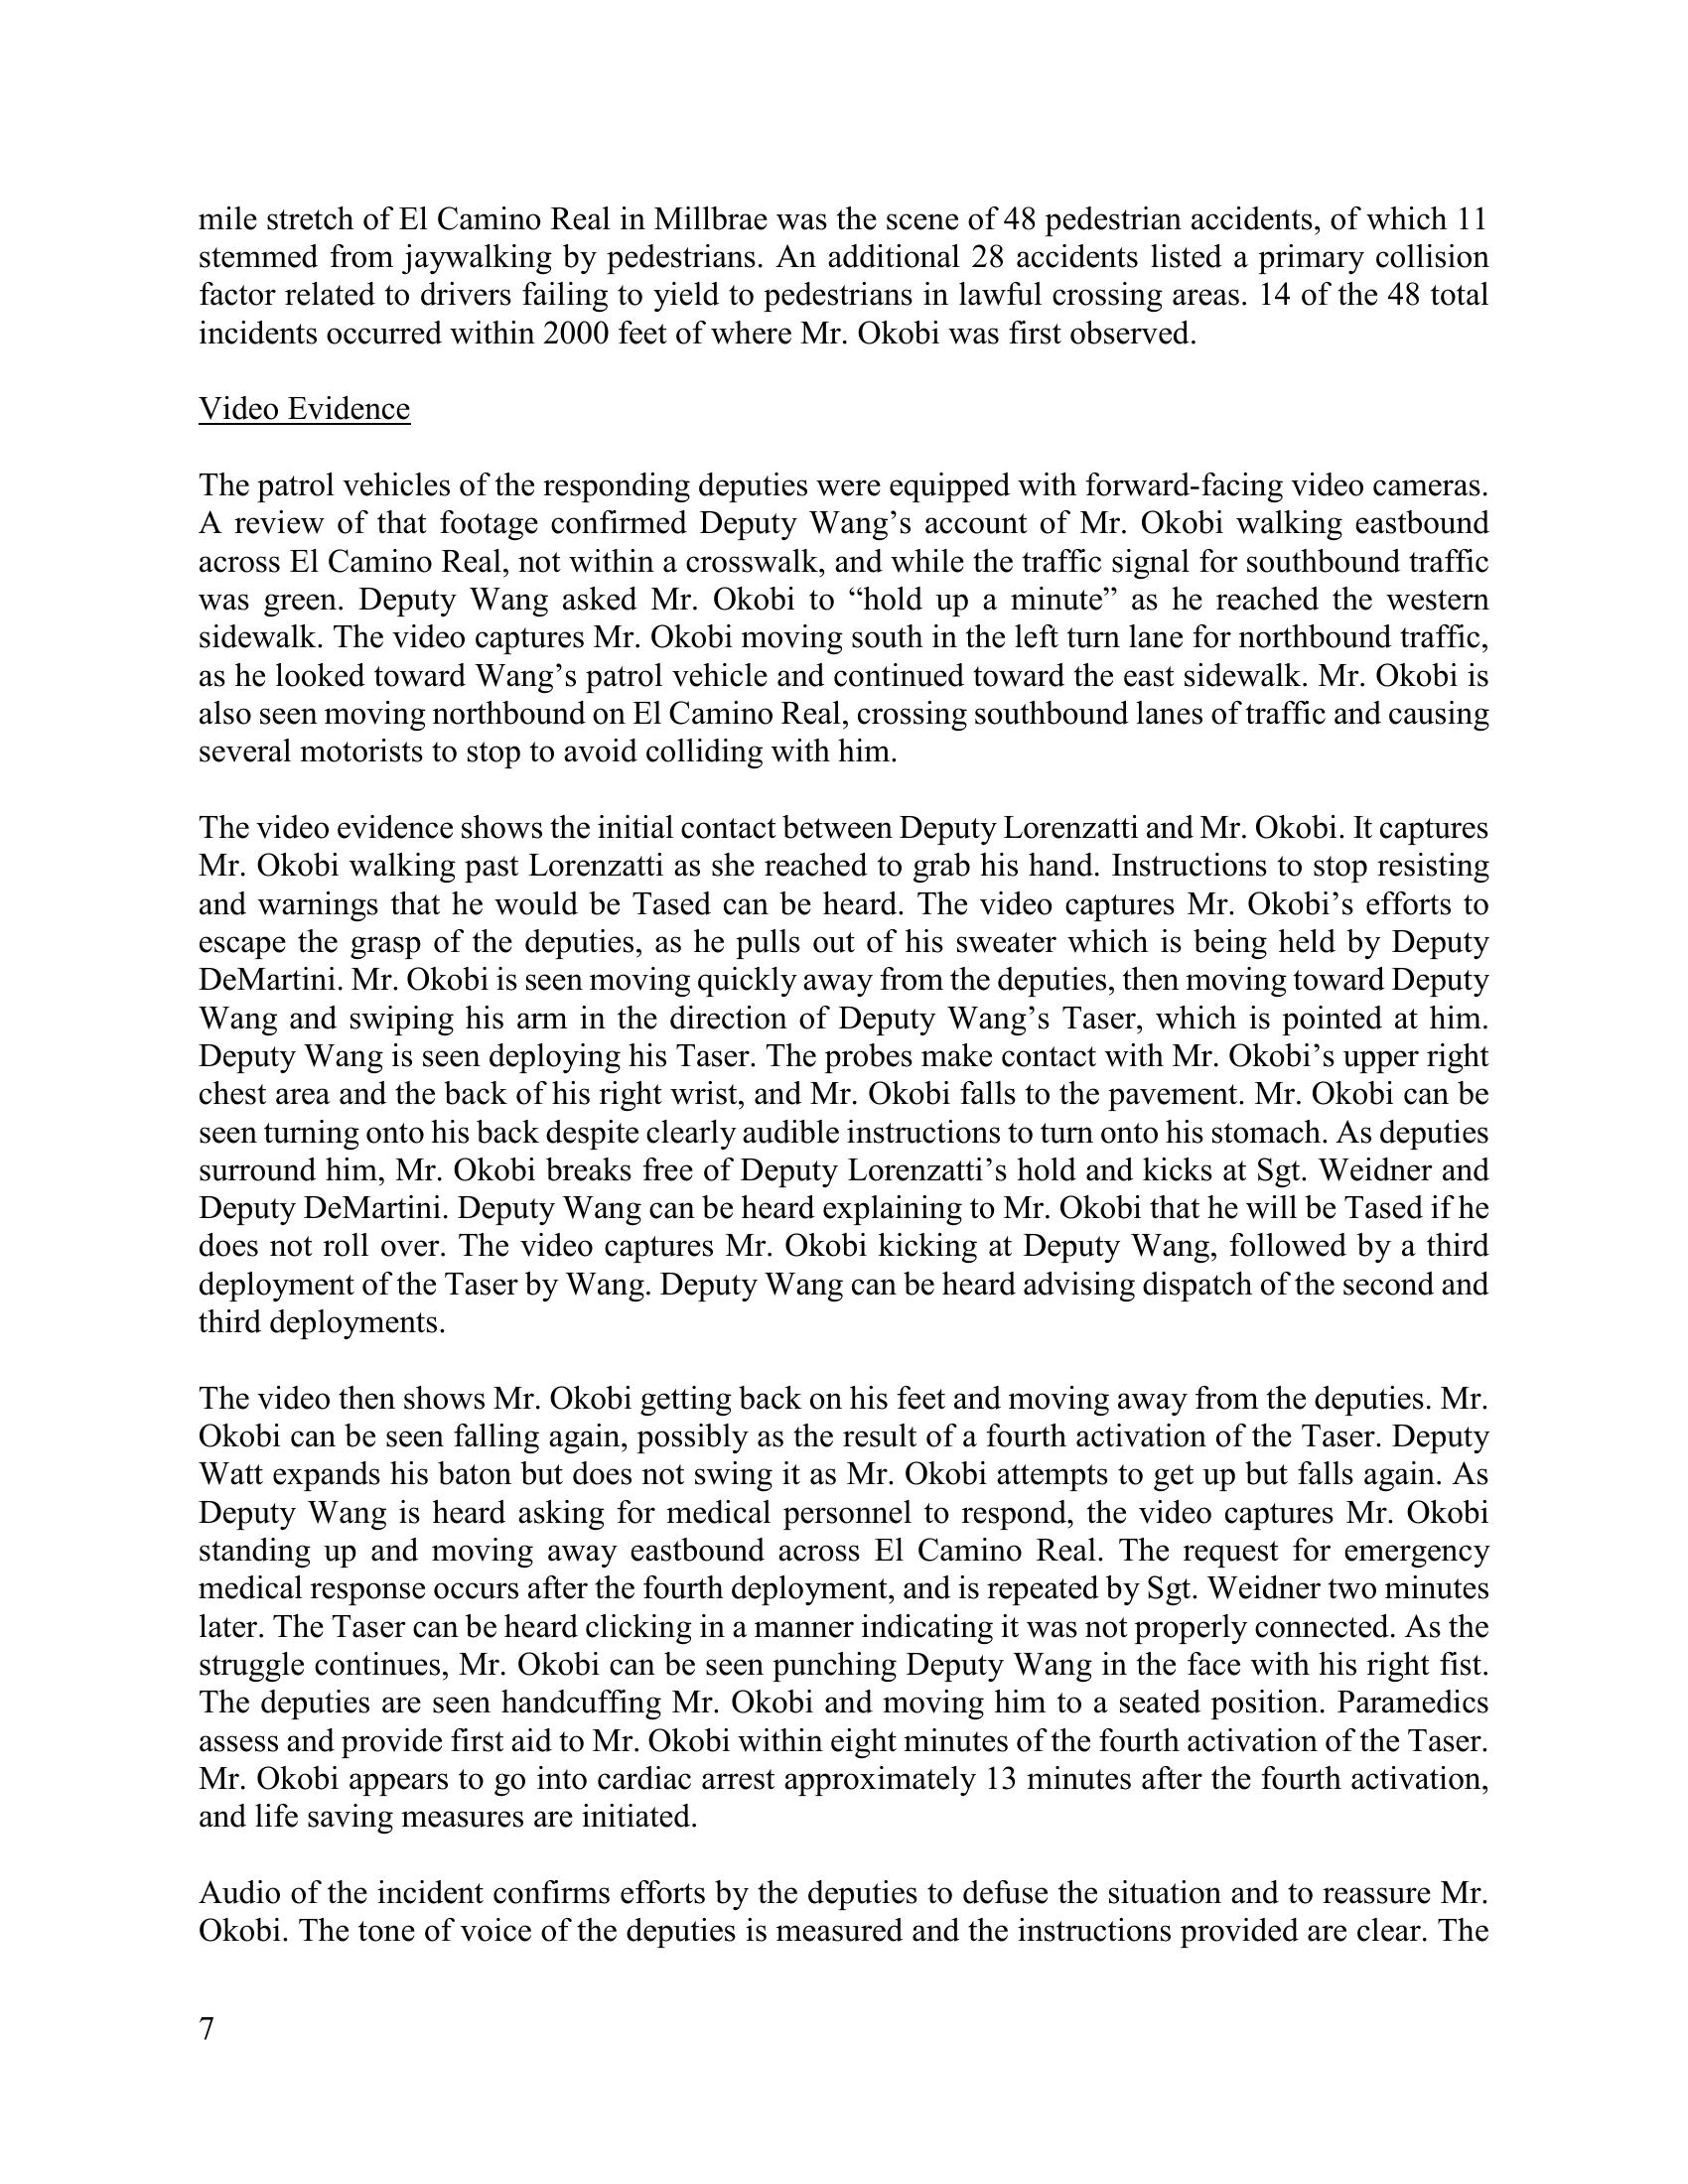 mile stretch of El Camino Real in Millbrae was the scene of 48 pedestrian accidents, of which 11
stemmed from jaywalking by pedestrians. An additional 28 accidents listed a primary collision
factor related to drivers failing to yield to pedestrians in lawful crossing areas. 14 of the 48 total
incidents occurred within 2000 feet of where Mr. Okobi was first observed.
Video Evidence
The patrol vehicles of the responding deputies were equipped with forward-facing video cameras.
A review of that footage confirmed Deputy Wang’s account of Mr. Okobi walking eastbound
across El Camino Real, not within a crosswalk, and while the traffic signal for southbound traffic
was green. Deputy Wang asked Mr. Okobi to “hold up a minute” as he reached the western
sidewalk. The video captures Mr. Okobi moving south in the left turn lane for northbound traffic,
as he looked toward Wang’s patrol vehicle and continued toward the east sidewalk. Mr. Okobi is
also seen moving northbound on El Camino Real, crossing southbound lanes of traffic and causing
several motorists to stop to avoid colliding with him.
The video evidence shows the initial contact between Deputy Lorenzatti and Mr. Okobi. It captures
Mr. Okobi walking past Lorenzatti as she reached to grab his hand. Instructions to stop resisting
and warnings that he would be Tased can be heard. The video captures Mr. Okobi’s efforts to
escape the grasp of the deputies, as he pulls out of his sweater which is being held by Deputy
DeMartini. Mr. Okobi is seen moving quickly away from the deputies, then moving toward Deputy
Wang and swiping his arm in the direction of Deputy Wang’s Taser, which is pointed at him.
Deputy Wang is seen deploying his Taser. The probes make contact with Mr. Okobi’s upper right
chest area and the back of his right wrist, and Mr. Okobi falls to the pavement. Mr. Okobi can be
seen turning onto his back despite clearly audible instructions to turn onto his stomach. As deputies
surround him, Mr. Okobi breaks free of Deputy Lorenzatti’s hold and kicks at Sgt. Weidner and
Deputy DeMartini. Deputy Wang can be heard explaining to Mr. Okobi that he will be Tased if he
does not roll over. The video captures Mr. Okobi kicking at Deputy Wang, followed by a third
deployment of the Taser by Wang. Deputy Wang can be heard advising dispatch of the second and
third deployments.
The video then shows Mr. Okobi getting back on his feet and moving away from the deputies. Mr.
Okobi can be seen falling again, possibly as the result of a fourth activation of the Taser. Deputy
Watt expands his baton but does not swing it as Mr. Okobi attempts to get up but falls again. As
Deputy Wang is heard asking for medical personnel to respond, the video captures Mr. Okobi
standing up and moving away eastbound across El Camino Real. The request for emergency
medical response occurs after the fourth deployment, and is repeated by Sgt. Weidner two minutes
later. The Taser can be heard clicking in a manner indicating it was not properly connected. As the
struggle continues, Mr. Okobi can be seen punching Deputy Wang in the face with his right fist.
The deputies are seen handcuffing Mr. Okobi and moving him to a seated position. Paramedics
assess and provide first aid to Mr. Okobi within eight minutes of the fourth activation of the Taser.
Mr. Okobi appears to go into cardiac arrest approximately 13 minutes after the fourth activation,
and life saving measures are initiated.
Audio of the incident confirms efforts by the deputies to defuse the situation and to reassure Mr.
Okobi. The tone of voice of the deputies is measured and the instructions provided are clear. The
7